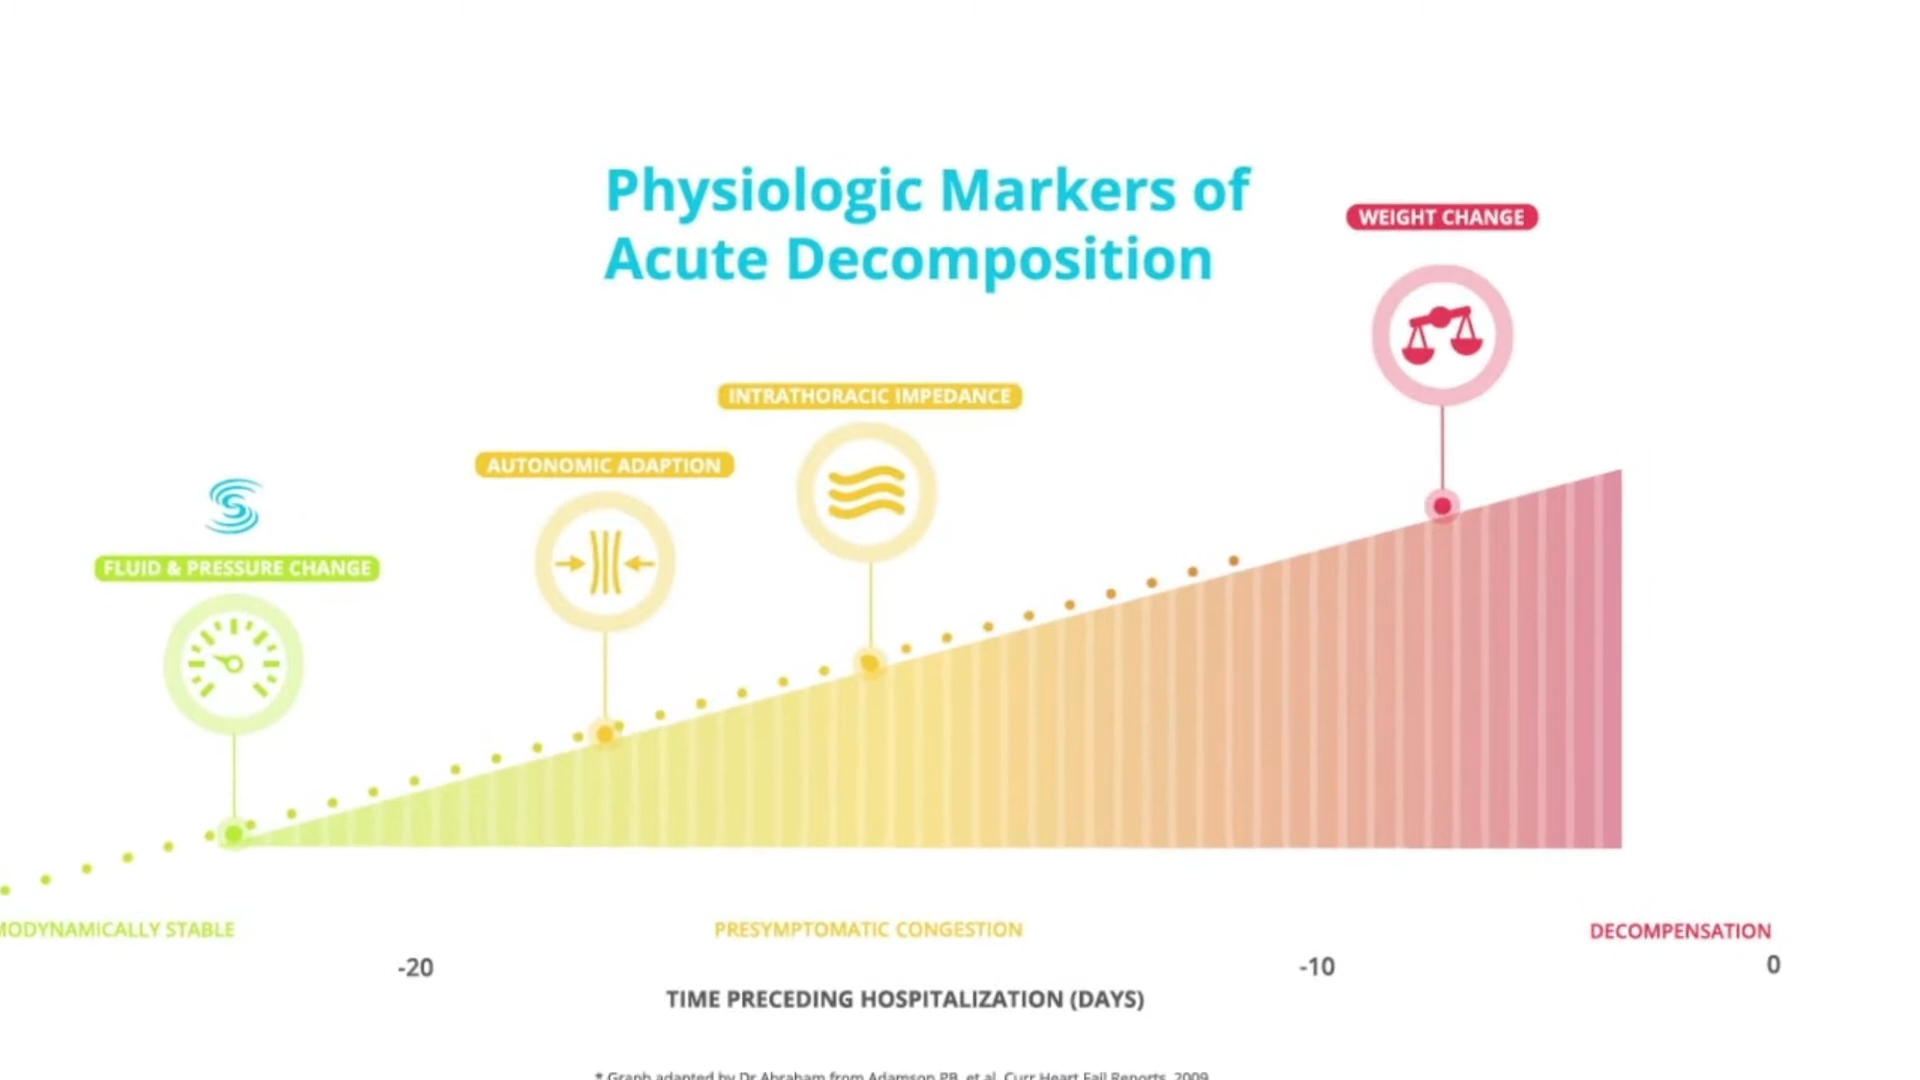 Physiologic Markers of
Acute Decomposition
WEIGHT CHANGE
INTRATHORACIC IMPEDANCE
AUTONOMIC ADAPTION
FLUID & PRESSURE CHANGE
MODYNAMICALLY STABLE
PRESYMPTOMATIC CONGESTION
DECOMPENSATION
-20
-10
0
TIME PRECEDING HOSPITALIZATION (DAYS)
* Graph adapted by Dr Abraham from Adamson PB, et al. Curr Heart Fail Reports, 2009